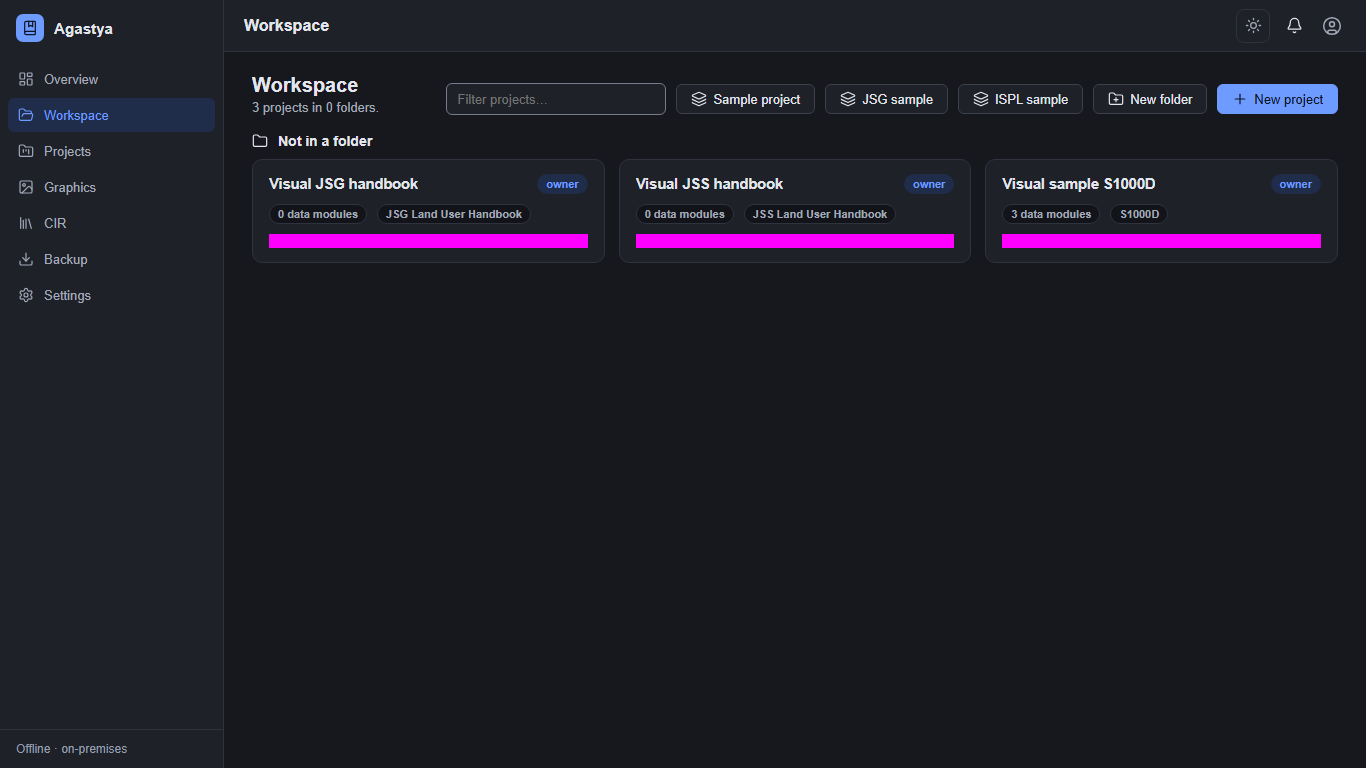 Agastya
Workspace
Overview
Workspace
Projects
Graphics
CIR
Backup
Settings
Offline · on-premises
Workspace
3 projects in 0 folders.
Filter projects…
Sample project
JSG sample
ISPL sample
New folder
New project
Not in a folder
Visual JSG handbook
owner
0 data modules
JSG Land User Handbook
Visual JSS handbook
owner
0 data modules
JSS Land User Handbook
Visual sample S1000D
owner
3 data modules
S1000D